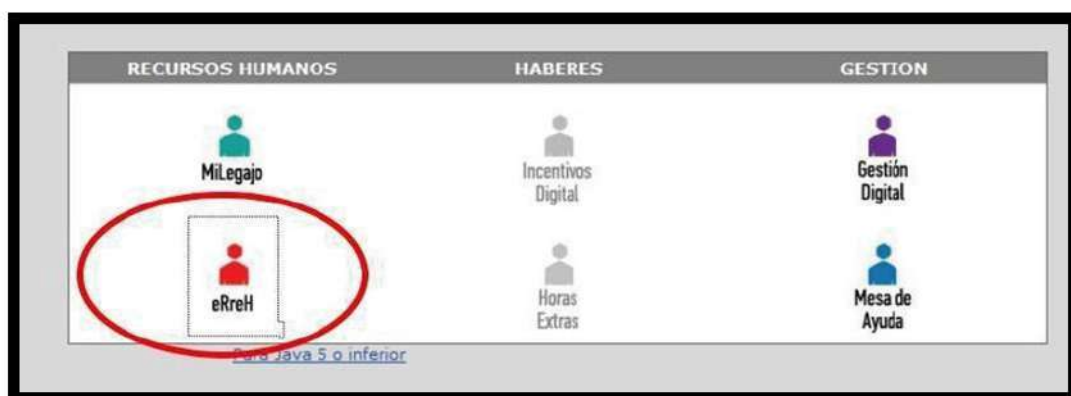 RECURSOS HUMANOS
HABERES
GESTION
MiLegajo
Incentivos
Digital
Gestión
Digital
eRreH
Horas
Extras
Mesa de
Ayuda
Para Java 5 o inferior